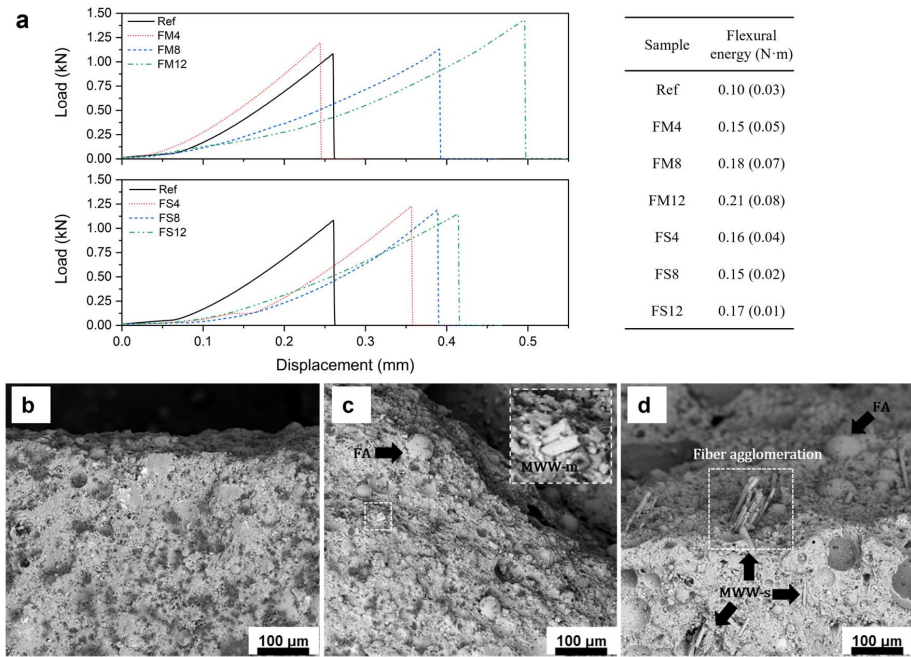 a
1.50
1.25
1.00
0.75
0.50
0.25
0.00
Load (kN)
Ref
FM4
FM8
FM12
1.50
1.25
1.00
0.75
0.50
0.25
0.00
Load (kN)
Ref
FS4
FS8
FS12
0.0 0.1 0.2 0.3 0.4 0.5
Displacement (mm)
Sample Flexural
energy (N·m)
Ref 0.10 (0.03)
FM4 0.15 (0.05)
FM8 0.18 (0.07)
FM12 0.21 (0.08)
FS4 0.16 (0.04)
FS8 0.15 (0.02)
FS12 0.17 (0.01)
b
100 µm
c
FA
MWW-m
100 µm
d
FA
Fiber agglomeration
MWW-s
100 µm